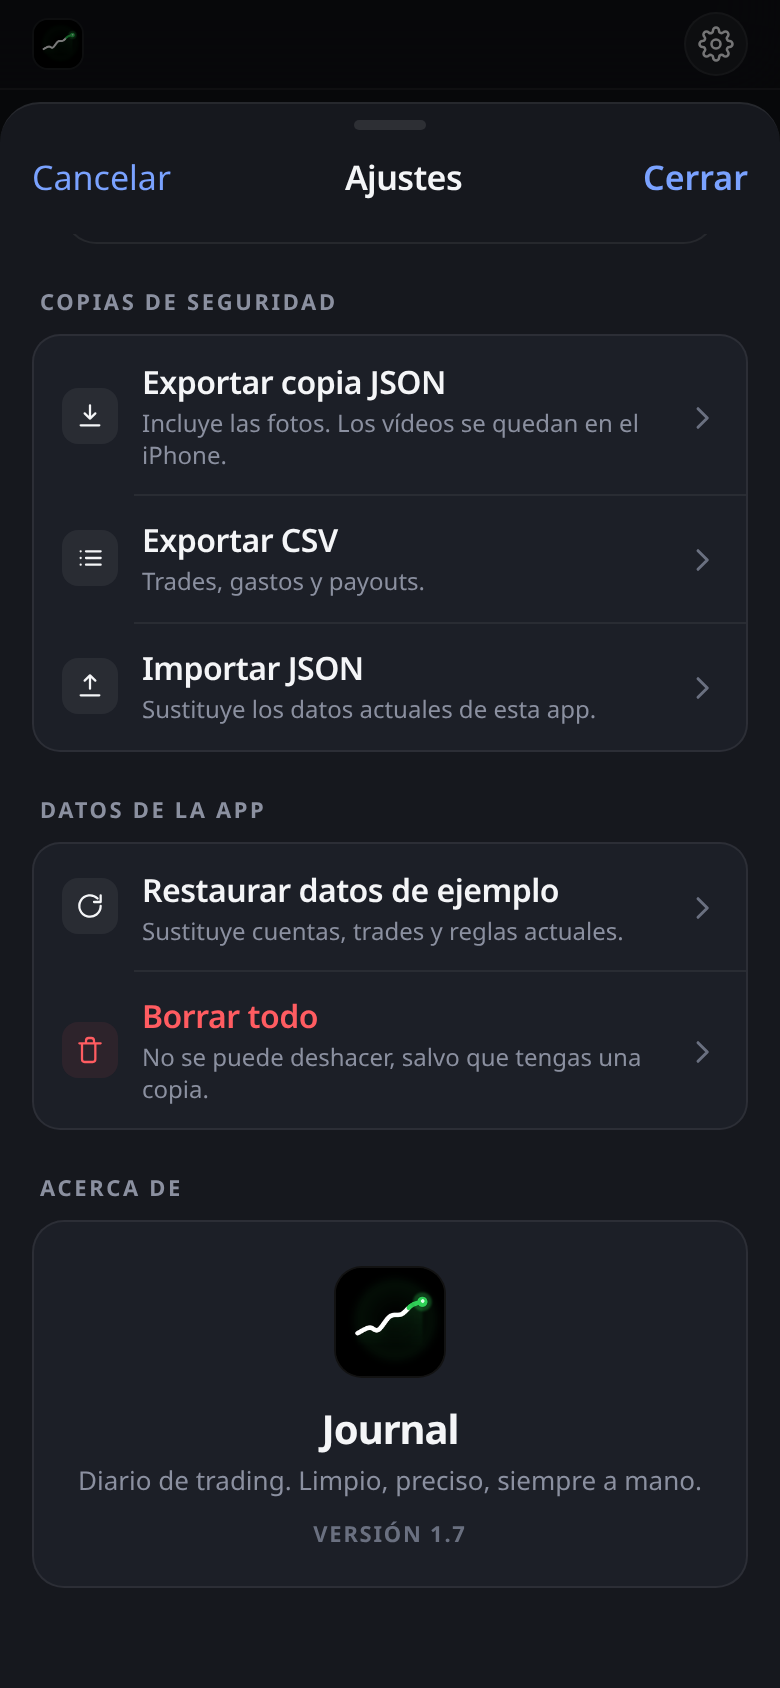 Cancelar
Ajustes
Cerrar
COPIAS DE SEGURIDAD
Exportar copia JSON
Incluye las fotos. Los vídeos se quedan en el
iPhone.
Exportar CSV
Trades, gastos y payouts.
Importar JSON
Sustituye los datos actuales de esta app.
DATOS DE LA APP
Restaurar datos de ejemplo
Sustituye cuentas, trades y reglas actuales.
Borrar todo
No se puede deshacer, salvo que tengas una
copia.
ACERCA DE
Journal
Diario de trading. Limpio, preciso, siempre a mano.
VERSIÓN 1.7